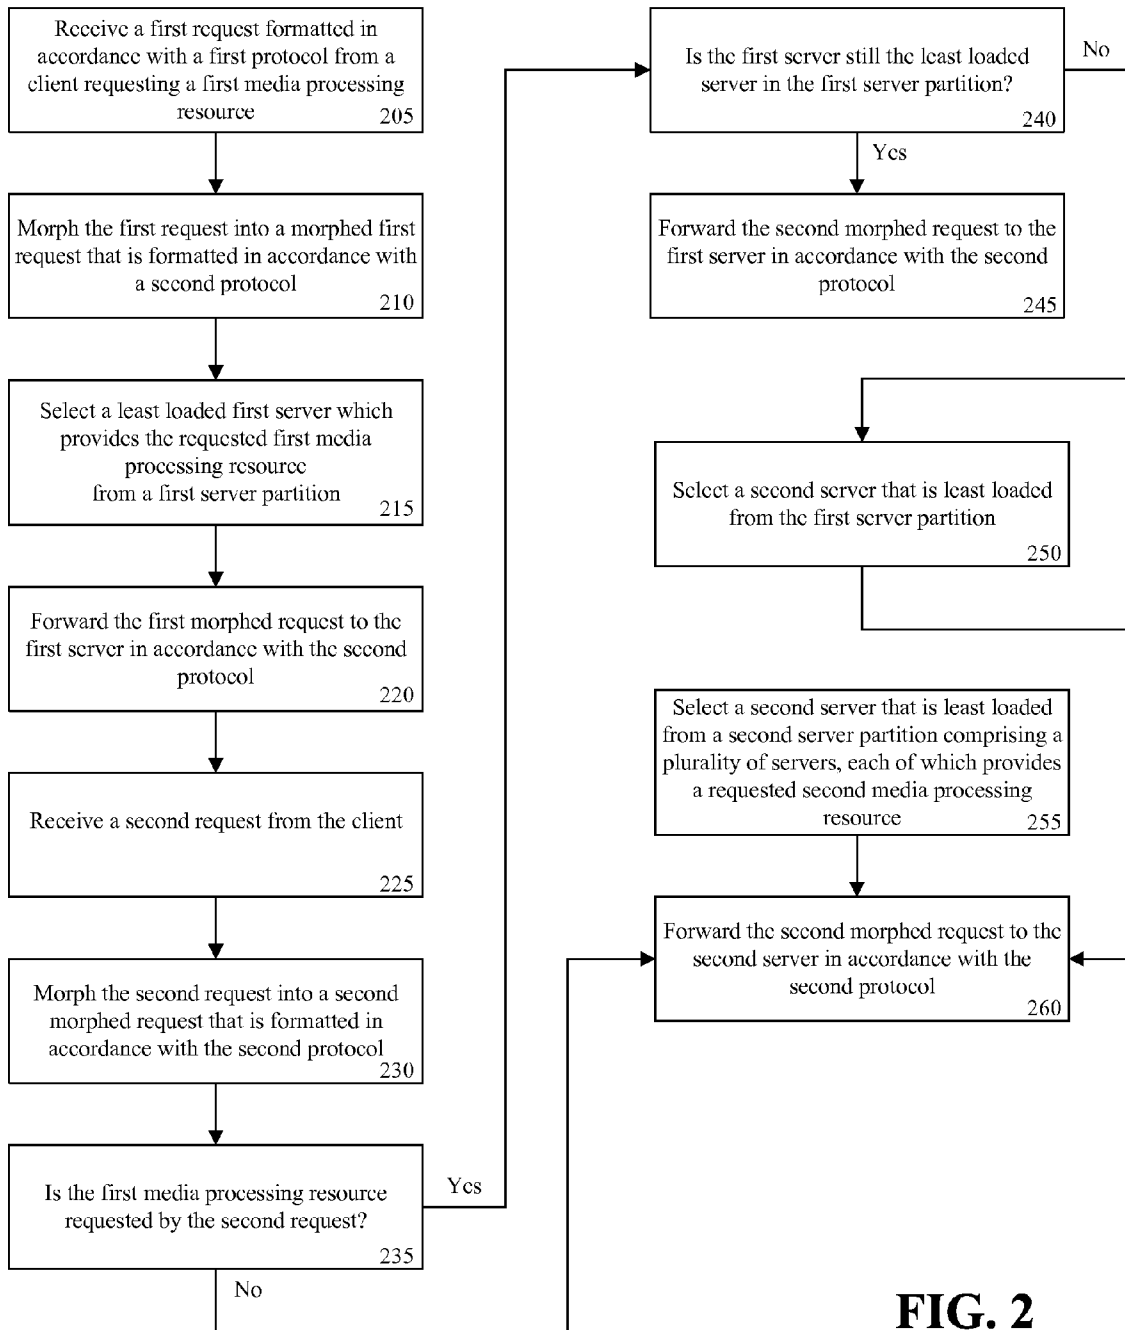 Receive a first request formatted in
accordance with a first protocol from a
client requesting a first media processing
resource
205
Morph the first request into a morphed first
request that is formatted in accordance with
a second protocol
210
Select a least loaded first server which
provides the requested first media
processing resource
from a first server partition
215
Forward the first morphed request to the
first server in accordance with the second
protocol
220
Receive a second request from the client
225
Morph the second request into a second
morphed request that is formatted in
accordance with the second protocol
230
Is the first media processing resource
requested by the second request?
235
Yes
No
Is the first server still the least loaded
server in the first server partition?
240
No
Yes
Forward the second morphed request to the
first server in accordance with the second
protocol
245
Select a second server that is least loaded
from the first server partition
250
Select a second server that is least loaded
from a second server partition comprising a
plurality of servers, each of which provides
a requested second media processing
resource
255
Forward the second morphed request to the
second server in accordance with the
second protocol
260
FIG. 2